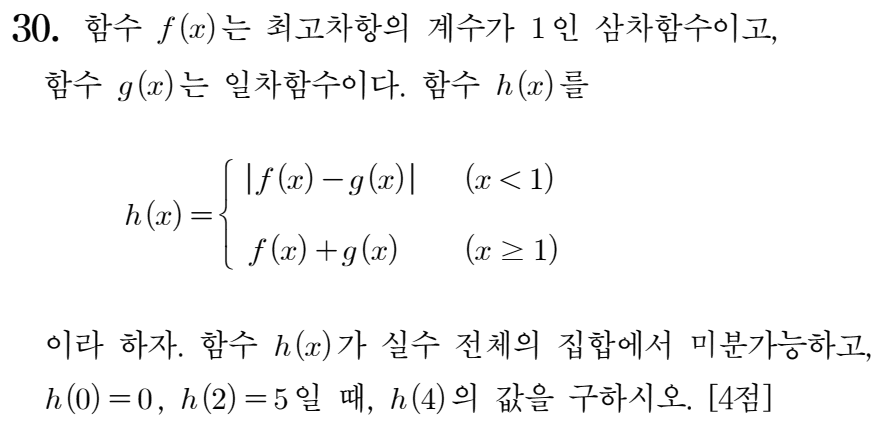 30. 함수 f(x)는 최고차항의 계수가 1인 삼차함수이고,
함수 g(x)는 일차함수이다. 함수 h(x)를
h(x)={ |f(x)-g(x)| (x<1)
f(x)+g(x) (x≥1)
이라 하자. 함수 h(x)가 실수 전체의 집합에서 미분가능하고,
h(0)=0, h(2)=5일 때, h(4)의 값을 구하시오. [4점]